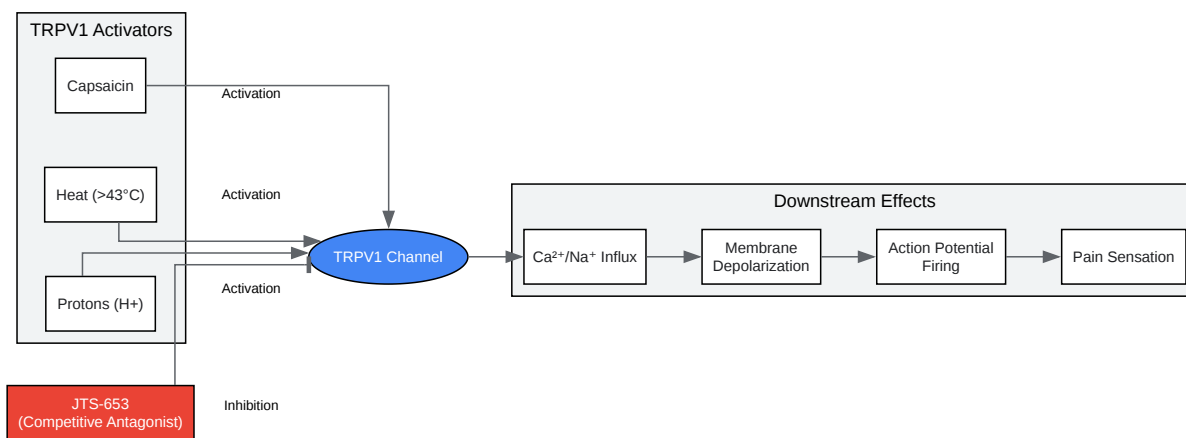 TRPV1 Activators
Capsaicin
Activation
Heat (>43°C)
Activation
Protons (H+)
Activation
JTS-653
(Competitive Antagonist)
Inhibition
TRPV1 Channel
Downstream Effects
Ca²⁺/Na⁺ Influx
Membrane
Depolarization
Action Potential
Firing
Pain Sensation